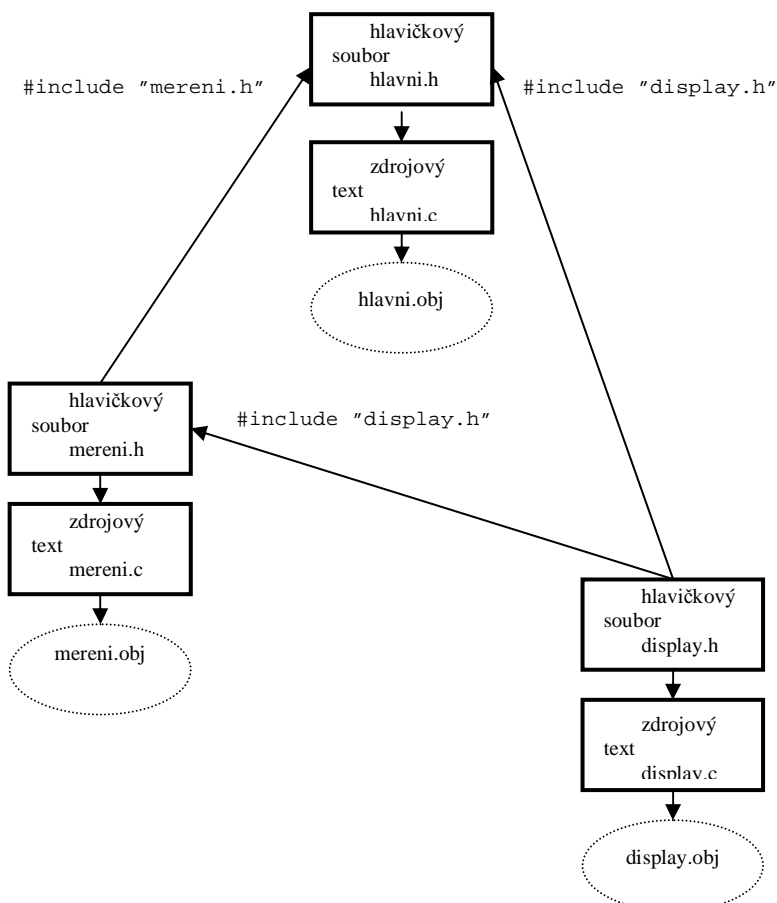 hlavičkový
soubor
hlavni.h
#include "mereni.h"
#include "display.h"
zdrojový
text
hlavni.c
hlavni.obj
hlavičkový
soubor
mereni.h
#include "display.h"
zdrojový
text
mereni.c
mereni.obj
hlavičkový
soubor
display.h
zdrojový
text
display.c
display.obj